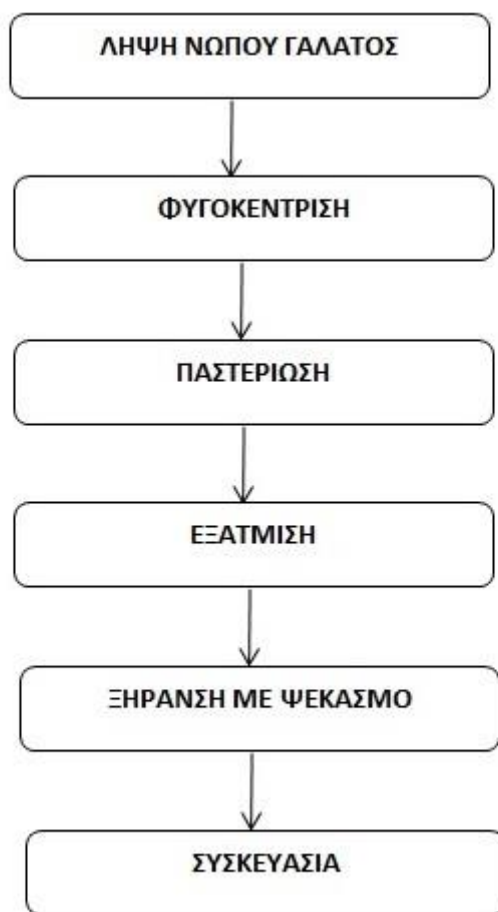 ΛΗΨΗ ΝΩΠΟΥ ΓΑΛΑΤΟΣ
ΦΥΓΟΚΕΝΤΡΙΣΗ
ΠΑΣΤΕΡΙΩΣΗ
ΕΞΑΤΜΙΣΗ
ΞΗΡΑΝΣΗ ΜΕ ΨΕΚΑΣΜΟ
ΣΥΣΚΕΥΑΣΙΑ